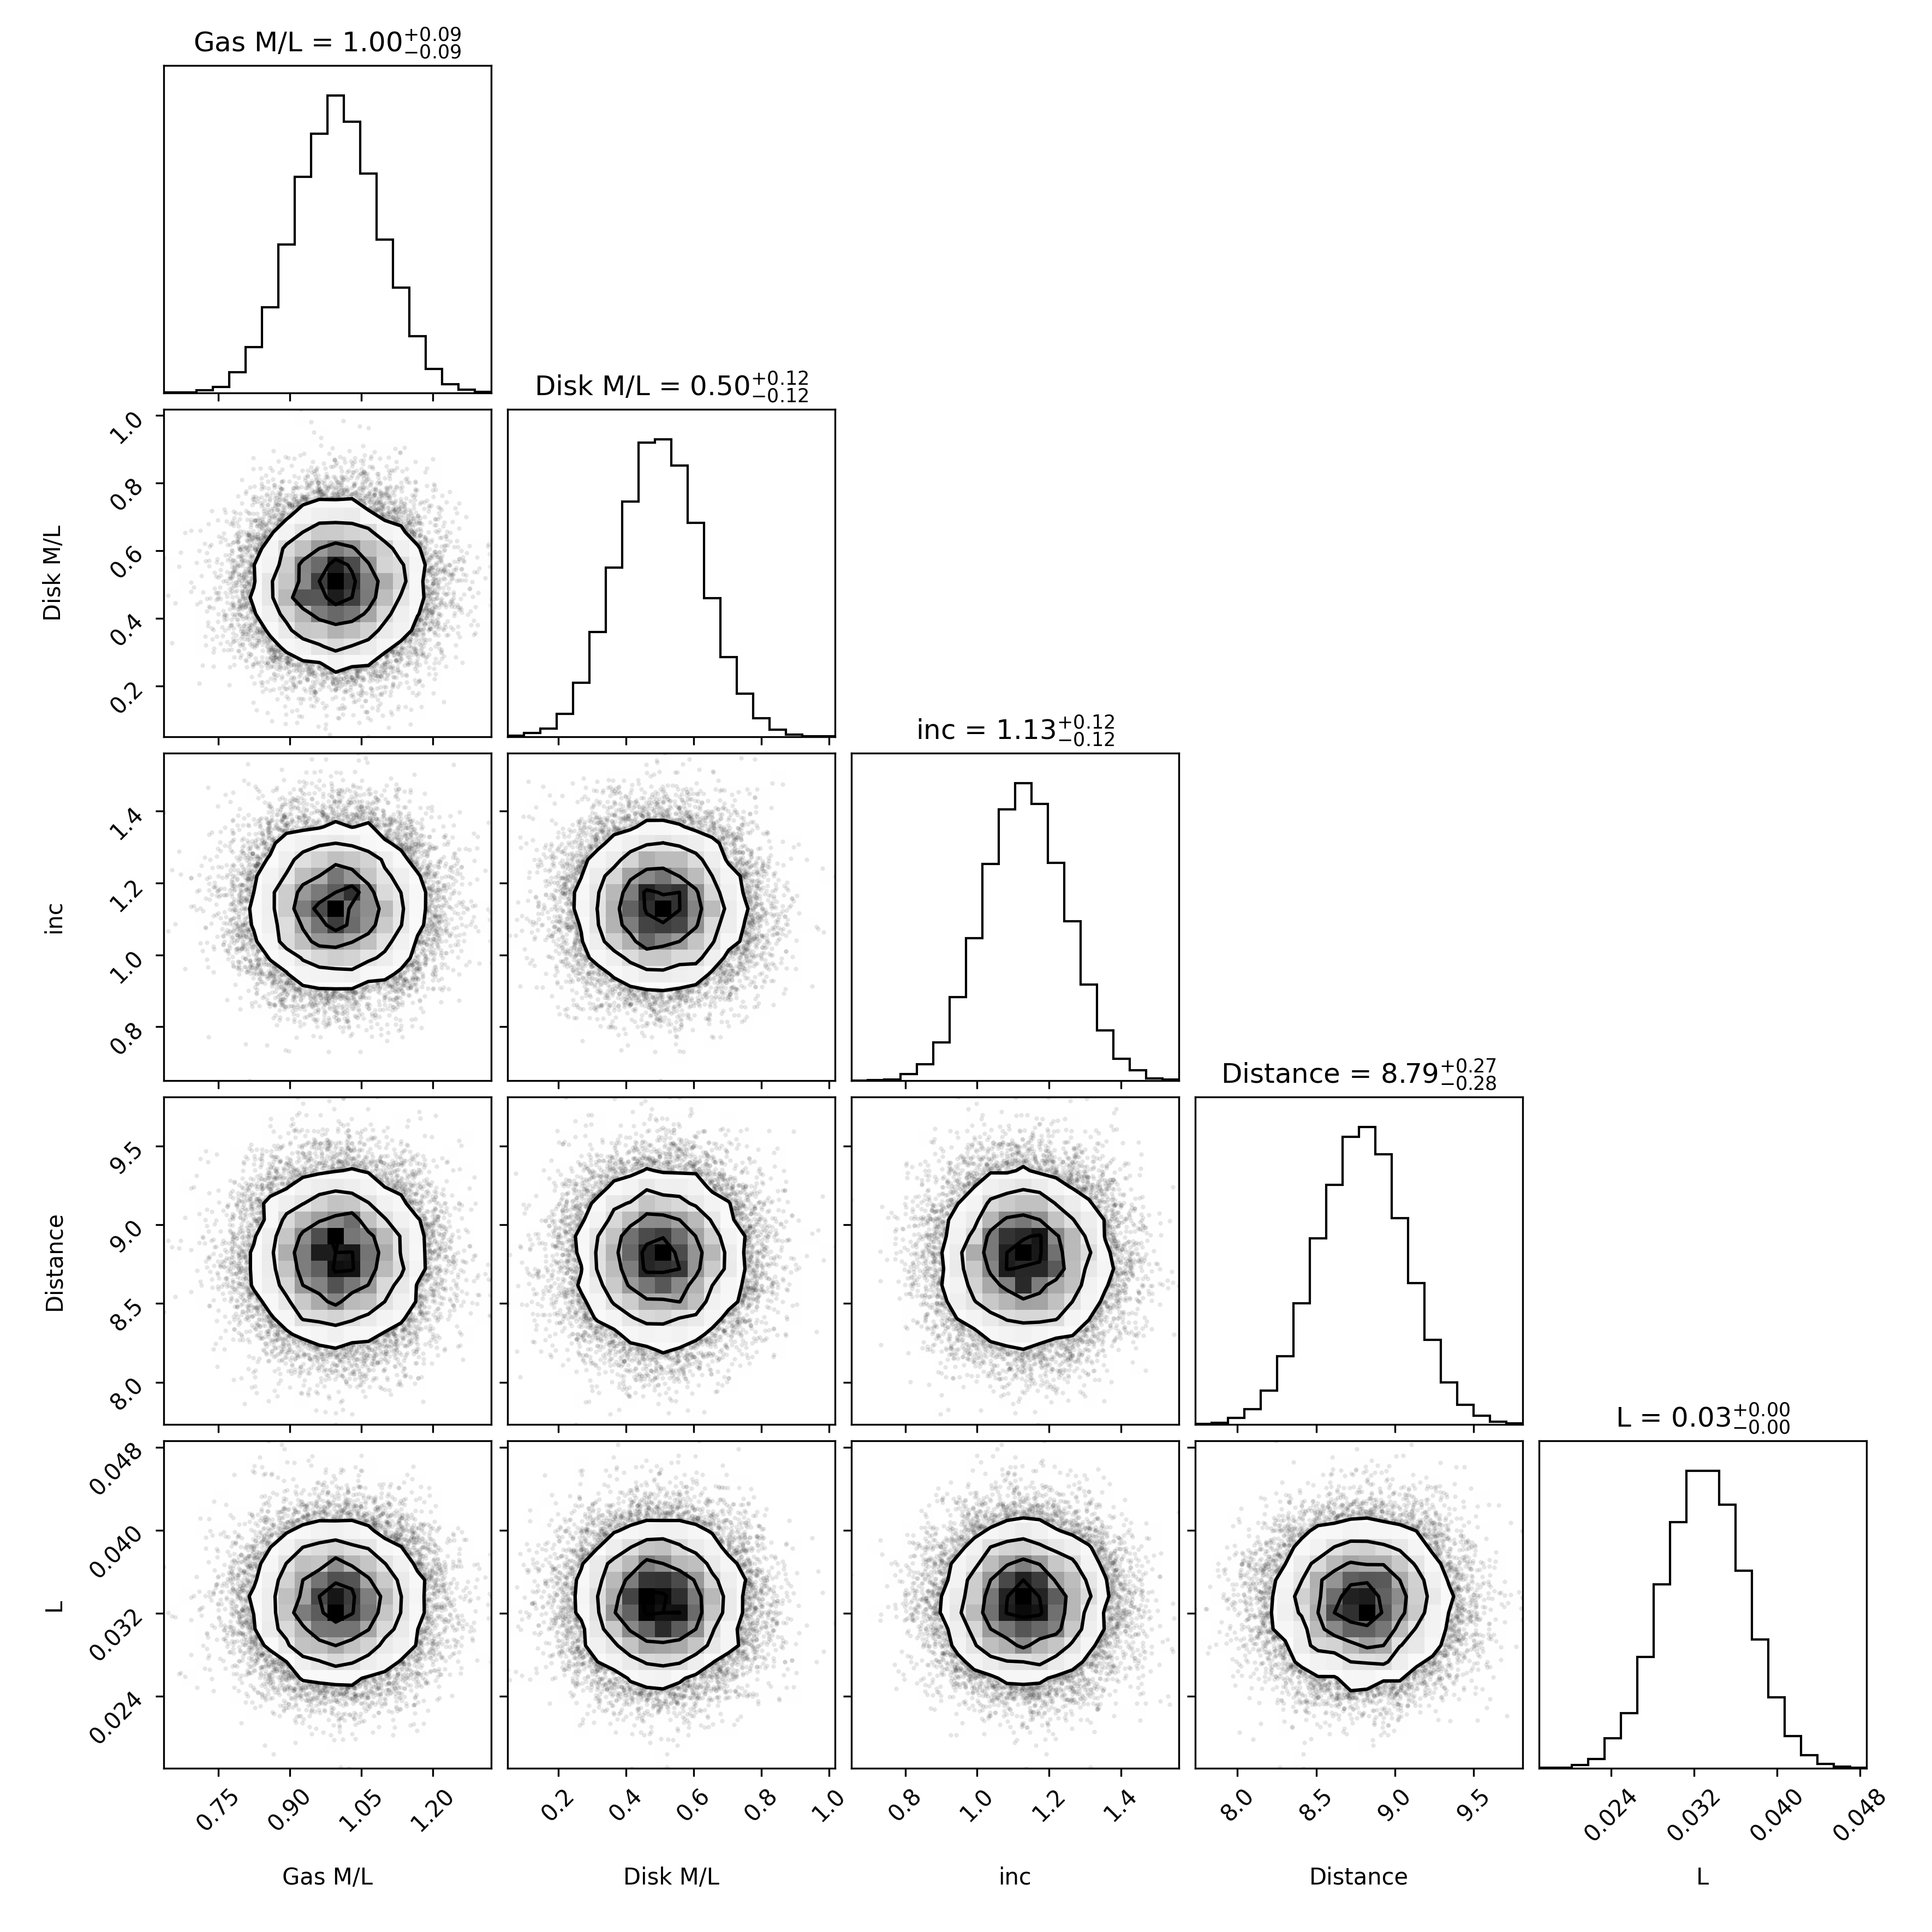 Gas M/L = 1.00+0.09−0.09
Disk M/L = 0.50+0.12−0.12
inc = 1.13+0.12−0.12
Distance = 8.79+0.27−0.28
L = 0.03+0.00−0.00
Disk M/L
1.0
0.8
0.6
0.4
0.2
inc
1.4
1.2
1.0
0.8
Distance
9.5
9.0
8.5
8.0
L
0.048
0.040
0.032
0.024
0.75 0.90 1.05 1.20
0.2 0.4 0.6 0.8 1.0
0.8 1.0 1.2 1.4
8.0 8.5 9.0 9.5
0.024 0.032 0.040 0.048
Gas M/L
Disk M/L
inc
Distance
L